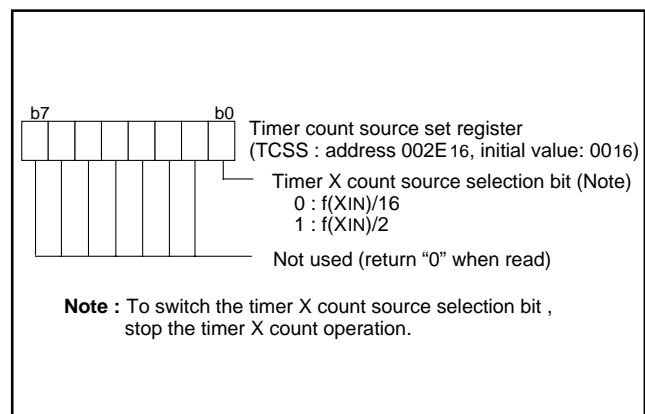 b7 b0
Timer count source set register
(TCSS : address 002E16, initial value: 0016)
Timer X count source selection bit (Note)
0 : f(XIN)/16
1 : f(XIN)/2
Not used (return “0” when read)
Note : To switch the timer X count source selection bit ,
stop the timer X count operation.